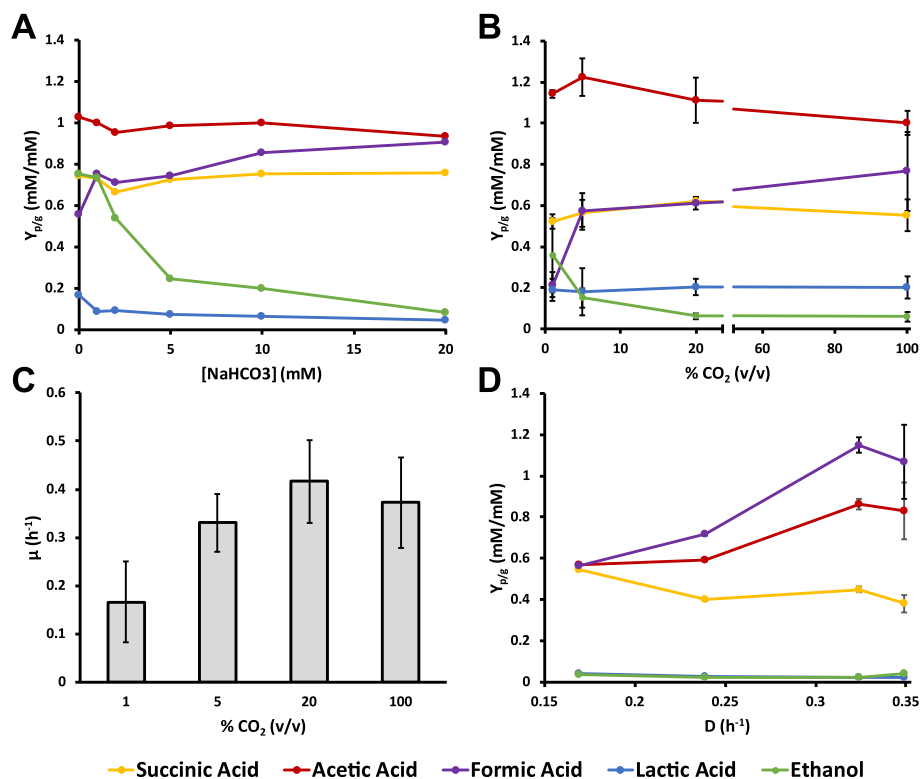 A
1.4
1.2
1
0.8
0.6
0.4
0.2
0
Yp/g (mM/mM)
0 5 10 15 20
[NaHCO3] (mM)
B
1.4
1.2
1
0.8
0.6
0.4
0.2
0
Yp/g (mM/mM)
0 10 20 60 80 100
% CO2 (v/v)
C
0.6
0.5
0.4
0.3
0.2
0.1
0
μ (h-1)
1 5 20 100
% CO2 (v/v)
D
1.4
1.2
1
0.8
0.6
0.4
0.2
0
Yp/g (mM/mM)
0.15 0.2 0.25 0.3 0.35
D (h-1)
Succinic Acid Acetic Acid Formic Acid Lactic Acid Ethanol